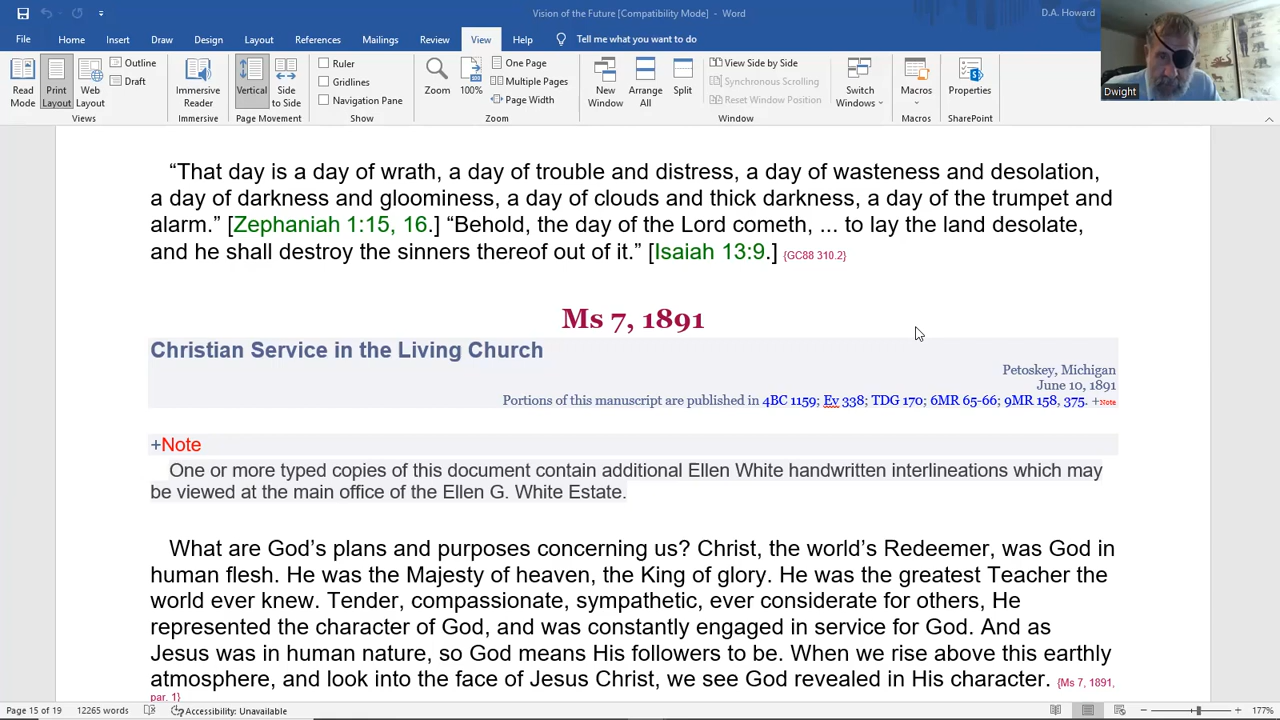 Vision of the Future [Compatibility Mode] - Word
D.A. Howard
File Home Insert Draw Design Layout References Mailings Review View Help Tell me what you want to do
Read Mode
Print Layout
Web Layout
Outline
Draft
Views
Immersive Reader
Immersive
Vertical
Side to Side
Page Movement
Ruler
Gridlines
Navigation Pane
Show
Zoom
100%
One Page
Multiple Pages
Page Width
Zoom
New Window
Arrange All
Split
View Side by Side
Synchronous Scrolling
Reset Window Position
Window
Switch Windows
Macros
Macros
Properties
SharePoint
Dwight
“That day is a day of wrath, a day of trouble and distress, a day of wasteness and desolation,
a day of darkness and gloominess, a day of clouds and thick darkness, a day of the trumpet and
alarm.” [Zephaniah 1:15, 16.] “Behold, the day of the Lord cometh, ... to lay the land desolate,
and he shall destroy the sinners thereof out of it.” [Isaiah 13:9.] {GC88 310.2}
Ms 7, 1891
Christian Service in the Living Church
Petoskey, Michigan
June 10, 1891
Portions of this manuscript are published in 4BC 1159; Ev 338; TDG 170; 6MR 65-66; 9MR 158, 375. +Note
+Note
One or more typed copies of this document contain additional Ellen White handwritten interlineations which may
be viewed at the main office of the Ellen G. White Estate.
What are God’s plans and purposes concerning us? Christ, the world’s Redeemer, was God in
human flesh. He was the Majesty of heaven, the King of glory. He was the greatest Teacher the
world ever knew. Tender, compassionate, sympathetic, ever considerate for others, He
represented the character of God, and was constantly engaged in service for God. And as
Jesus was in human nature, so God means His followers to be. When we rise above this earthly
atmosphere, and look into the face of Jesus Christ, we see God revealed in His character. {Ms 7, 1891,
par. 1}
Page 15 of 19 12265 words Accessibility: Unavailable 177%